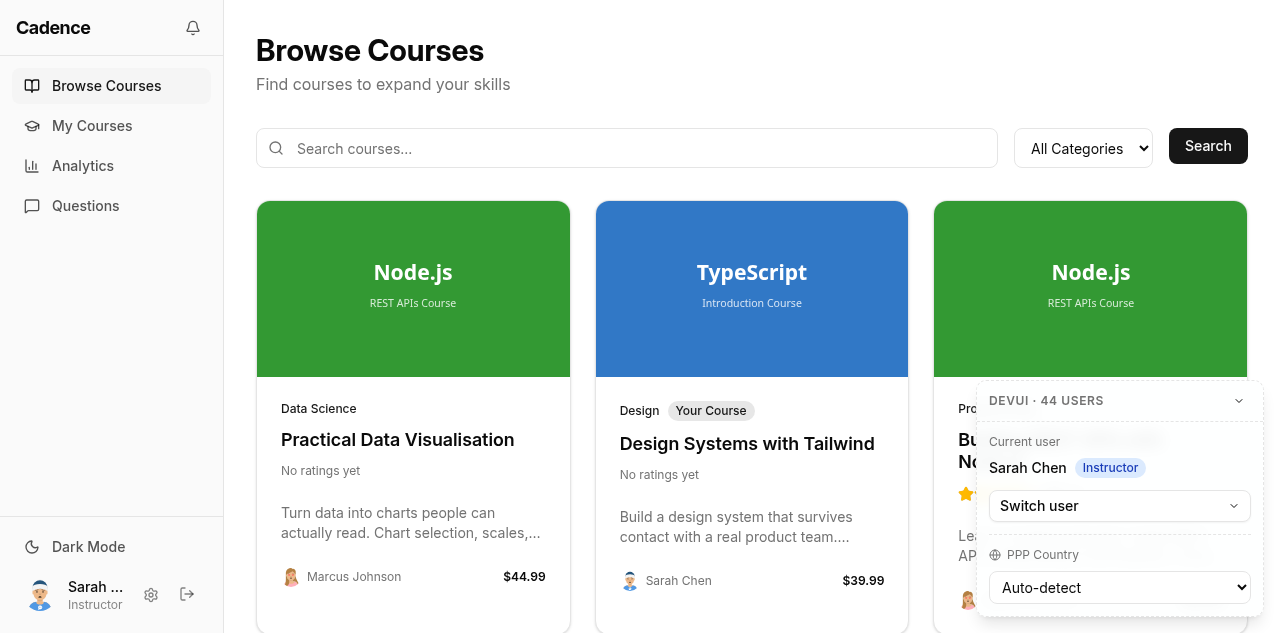 Cadence
Browse Courses
My Courses
Analytics
Questions
Dark Mode
Sarah ...
Instructor
Browse Courses
Find courses to expand your skills
Search courses...
All Categories
Search
Node.js
REST APIs Course
Data Science
Practical Data Visualisation
No ratings yet
Turn data into charts people can
actually read. Chart selection, scales,...
Marcus Johnson
$44.99
TypeScript
Introduction Course
Design
Your Course
Design Systems with Tailwind
No ratings yet
Build a design system that survives
contact with a real product team....
Sarah Chen
$39.99
Node.js
REST APIs Course
DEVUI · 44 USERS
Current user
Sarah Chen
Instructor
Switch user
PPP Country
Auto-detect